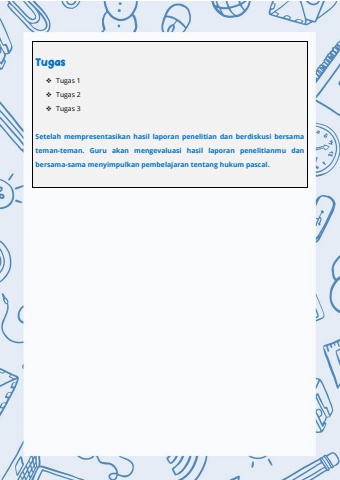 Tugas
❖ Tugas 1
❖ Tugas 2
❖ Tugas 3
Setelah mempresentasikan hasil laporan penelitian dan berdiskusi bersama
teman-teman. Guru akan mengevaluasi hasil laporan penelitianmu dan
bersama-sama menyimpulkan pembelajaran tentang hukum pascal.